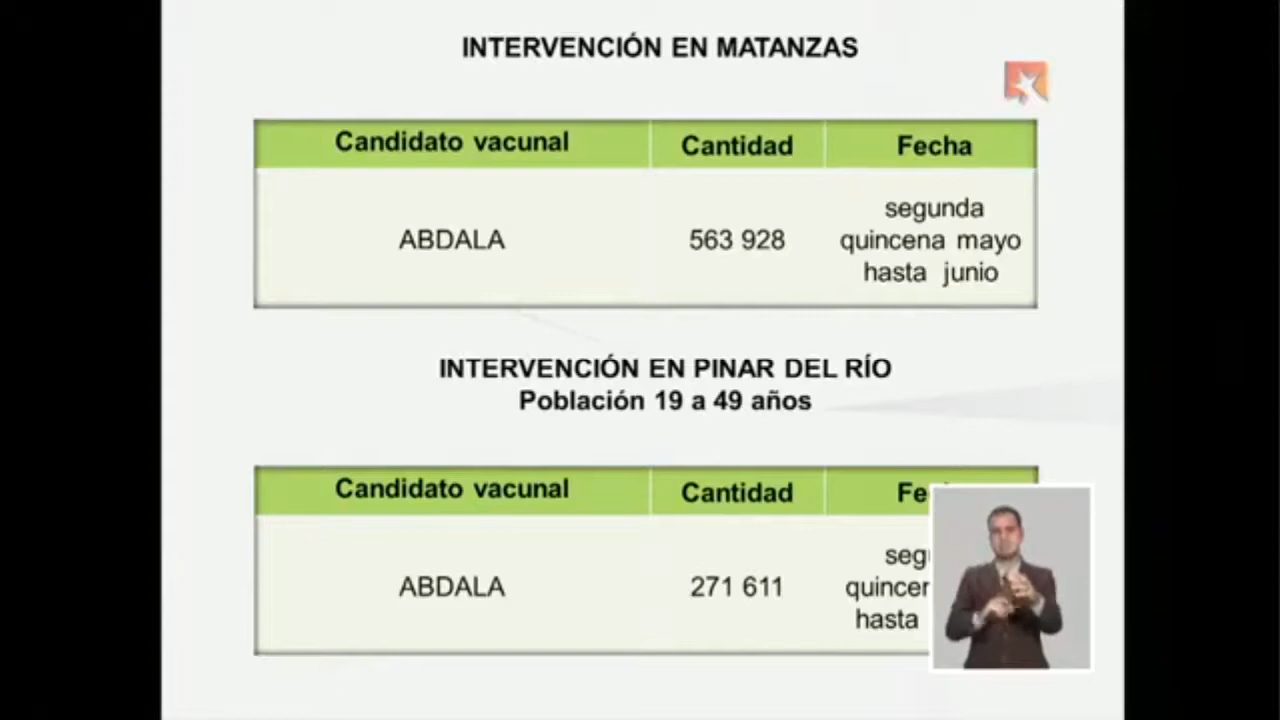 INTERVENCIÓN EN MATANZAS
Candidato vacunal Cantidad Fecha
segunda
ABDALA 563 928 quincena mayo
hasta junio
INTERVENCIÓN EN PINAR DEL RÍO
Población 19 a 49 años
Candidato vacunal Cantidad
ABDALA 271 611
hasta